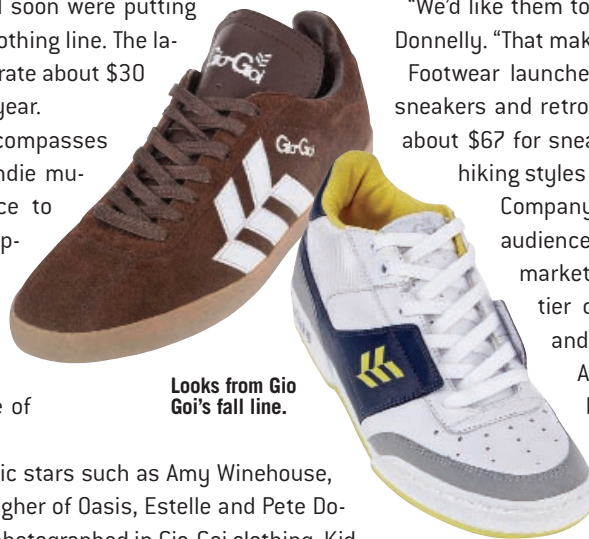 soon were putting
othing line. The la-
rate about $30
year.
compasses
ndie mu-
ce to
p-
e of
ic stars such as Amy Winehouse,
gher of Oasis, Estelle and Pete Do-
Gio-Goi
Gio-Goi
Looks from Gio
Goi's fall line.
"We'd like them to
Donnelly. "That mak
Footwear launche
sneakers and retro
about $67 for snea
hiking styles
Company
audience
market
tier o
and
A